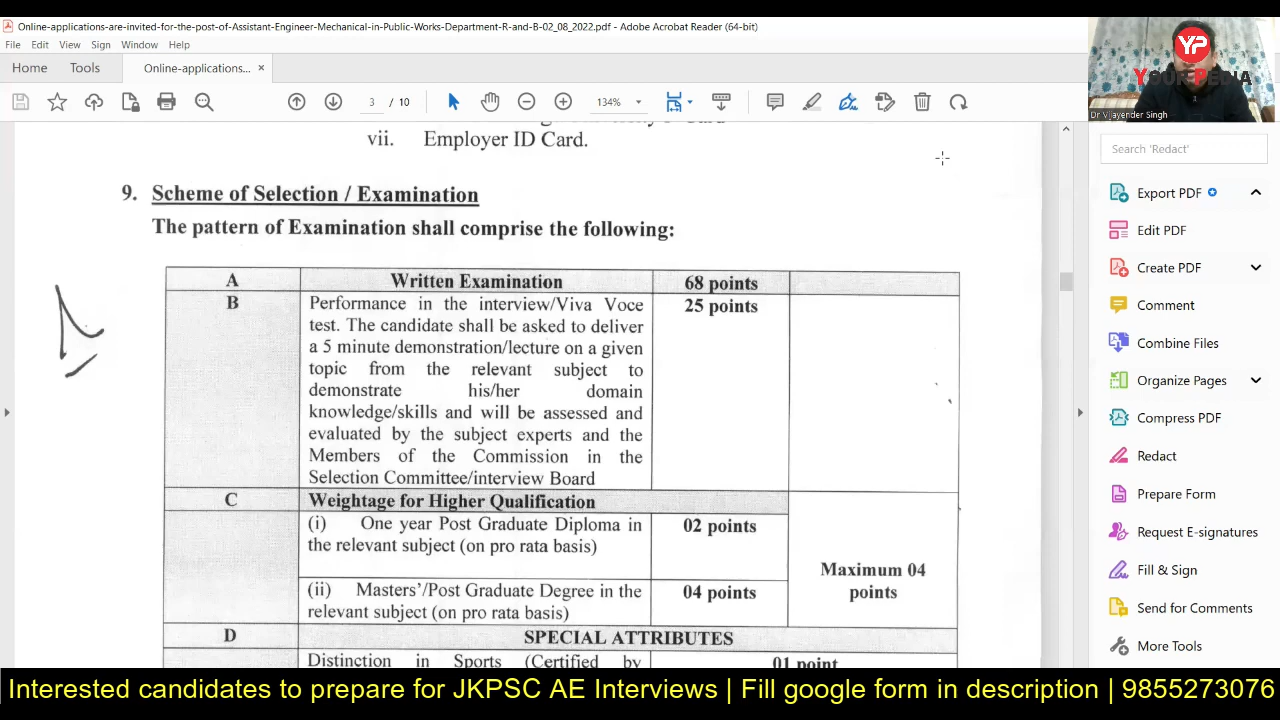 Online-applications-are-invited-for-the-post-of-Assistant-Engineer-Mechanical-in-Public-Works-Department-R-and-B-02_08_2022.pdf - Adobe Acrobat Reader (64-bit)
File Edit View Sign Window Help
Home Tools Online-applications... ×
3 / 10 134%
YP
YOUR PEDIA
Dr Vijayender Singh
vii. Employer ID Card.
9. Scheme of Selection / Examination
The pattern of Examination shall comprise the following:
A Written Examination 68 points
B Performance in the interview/Viva Voce 25 points
test. The candidate shall be asked to deliver
a 5 minute demonstration/lecture on a given
topic from the relevant subject to
demonstrate his/her domain
knowledge/skills and will be assessed and
evaluated by the subject experts and the
Members of the Commission in the
Selection Committee/interview Board
C Weightage for Higher Qualification
(i) One year Post Graduate Diploma in 02 points
the relevant subject (on pro rata basis)
Maximum 04
points
(ii) Masters'/Post Graduate Degree in the 04 points
relevant subject (on pro rata basis)
D SPECIAL ATTRIBUTES
Distinction in Sports (Certified by 01 point
Search 'Redact'
Export PDF
Edit PDF
Create PDF
Comment
Combine Files
Organize Pages
Compress PDF
Redact
Prepare Form
Request E-signatures
Fill & Sign
Send for Comments
More Tools
Interested candidates to prepare for JKPSC AE Interviews | Fill google form in description | 9855273076